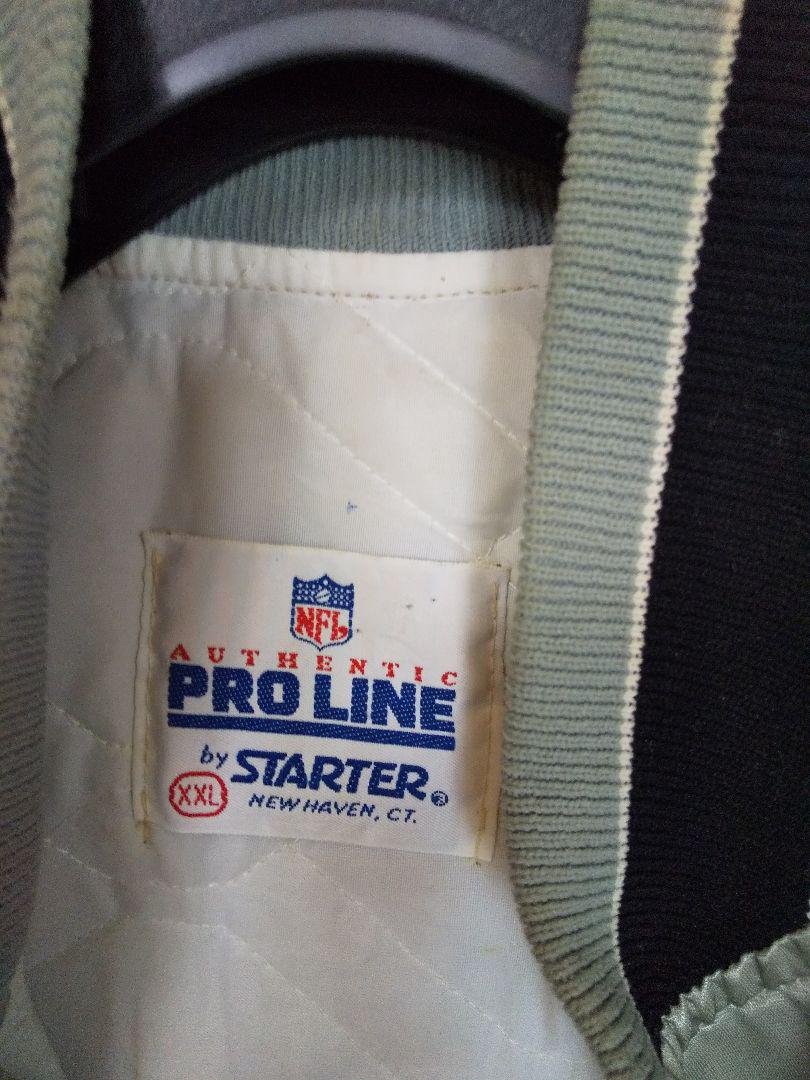 NFL
AUTHENTIC
PRO LINE
by STARTER®
XXL
NEW HAVEN, CT.